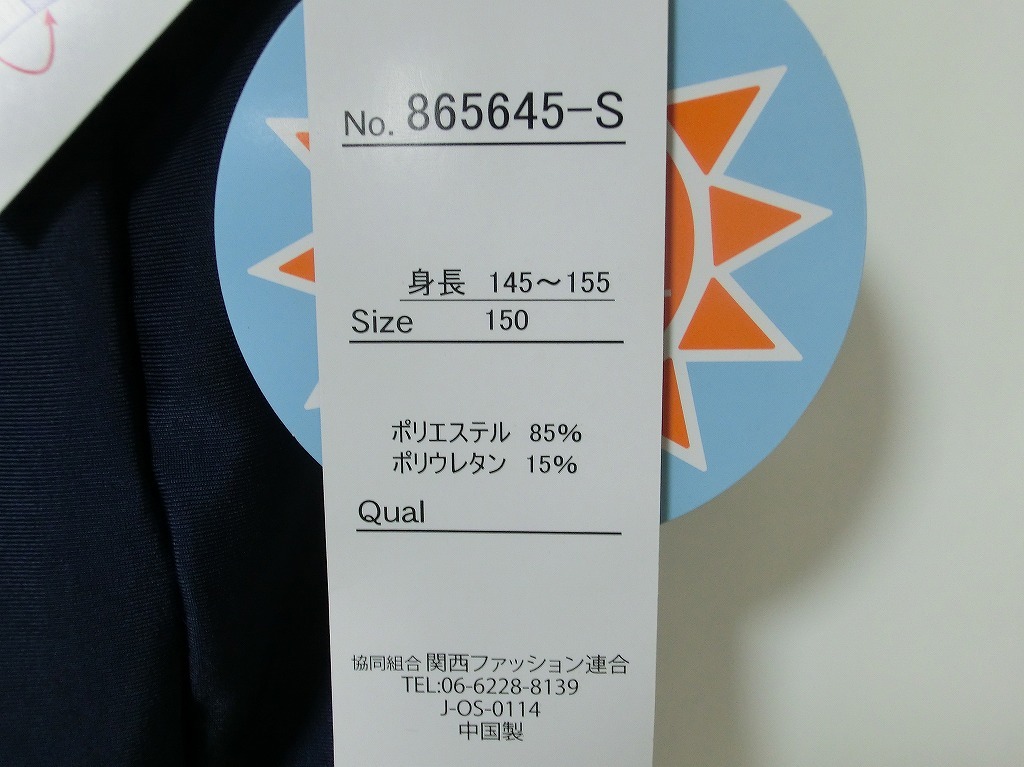 No. 865645-S
身長 145～155
Size 150
ポリエステル 85%
ポリウレタン 15%
Qual
協同組合 関西ファッション連合
TEL:06-6228-8139
J-OS-0114
中国製